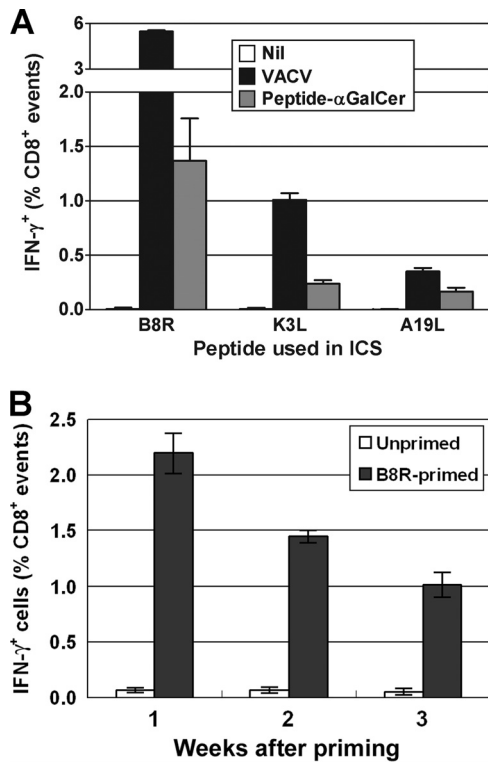 A
IFN-γ⁺ (% CD8⁺ events)
6
3
2.0
1.5
1.0
0.5
0.0
Nil
VACV
Peptide-αGalCer
B8R K3L A19L
Peptide used in ICS
B
IFN-γ⁺ cells (% CD8⁺ events)
2.5
2.0
1.5
1.0
0.5
0.0
Unprimed
B8R-primed
1 2 3
Weeks after priming